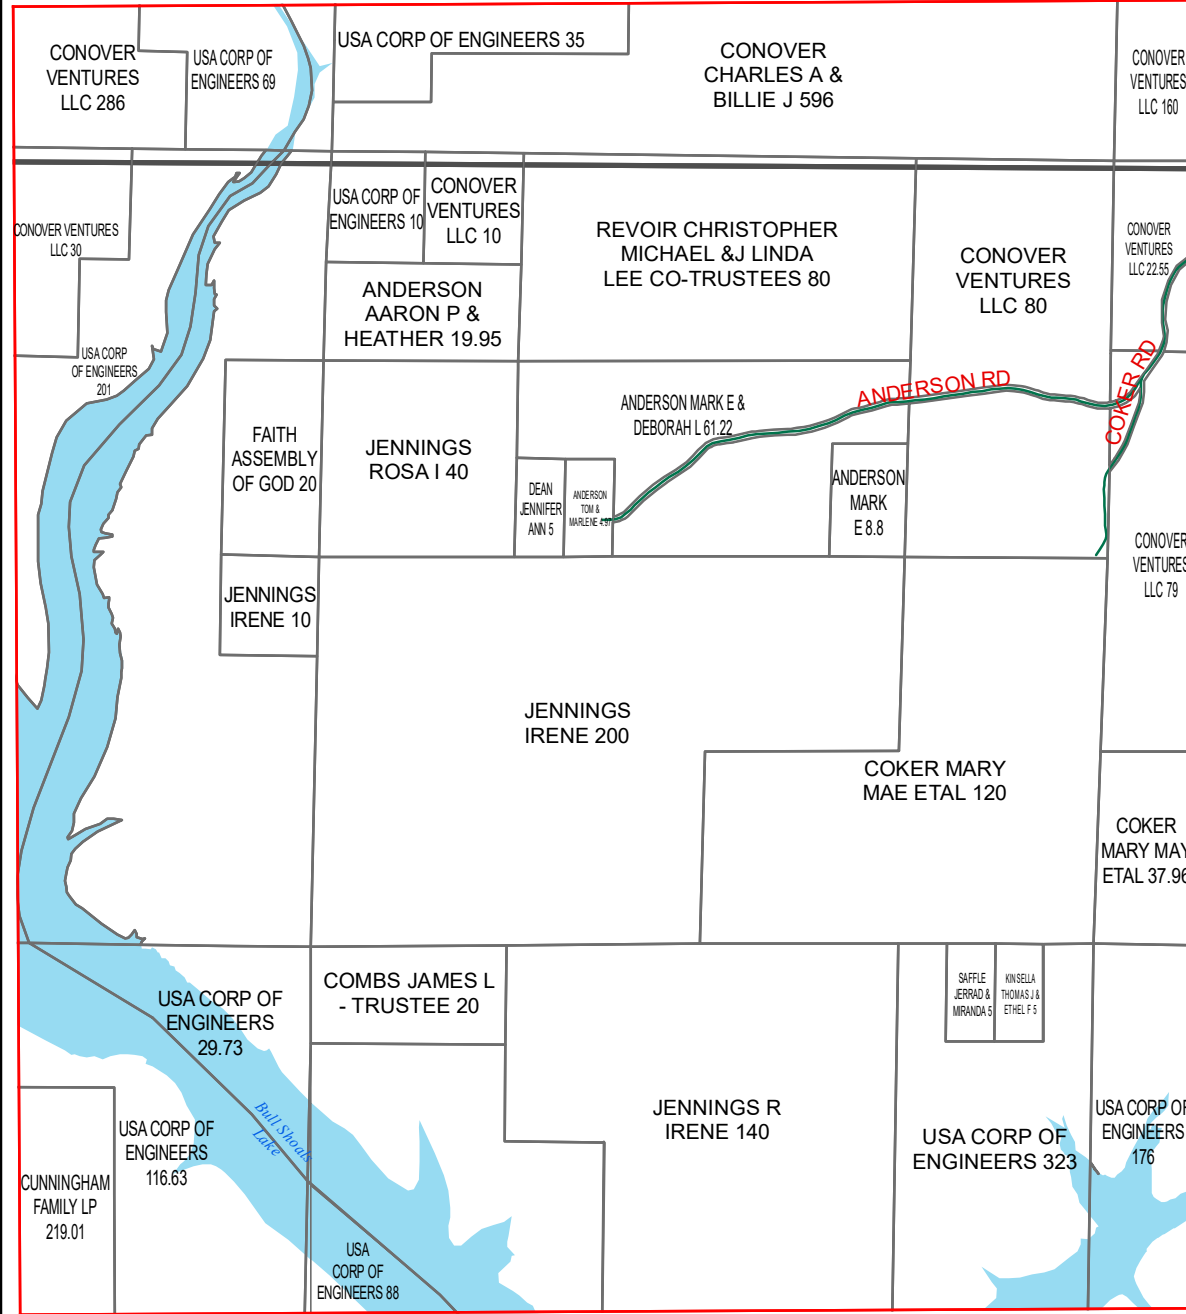 CONOVER
VENTURES
LLC 286
USA CORP OF
ENGINEERS 69
USA CORP OF ENGINEERS 35
CONOVER
CHARLES A &
BILLIE J 596
CONOVER
VENTURES
LLC 160
CONOVER VENTURES
LLC 30
USA CORP OF
ENGINEERS 10
CONOVER
VENTURES
LLC 10
REVOIR CHRISTOPHER
MICHAEL &J LINDA
LEE CO-TRUSTEES 80
CONOVER
VENTURES
LLC 80
CONOVER
VENTURES
LLC 22.55
ANDERSON
AARON P &
HEATHER 19.95
USA CORP
OF ENGINEERS
201
FAITH
ASSEMBLY
OF GOD 20
JENNINGS
ROSA I 40
ANDERSON MARK E &
DEBORAH L 61.22
ANDERSON RD
COKER RD
DEAN
JENNIFER
ANN 5
ANDERSON
TOM &
MARLENE 4.97
ANDERSON
MARK
E 8.8
CONOVER
VENTURES
LLC 79
JENNINGS
IRENE 10
JENNINGS
IRENE 200
COKER MARY
MAE ETAL 120
COKER
MARY MAY
ETAL 37.96
USA CORP OF
ENGINEERS
29.73
COMBS JAMES L
- TRUSTEE 20
SAFFLE
JERRAD &
MIRANDA 5
KINSELLA
THOMAS J &
ETHEL F 5
JENNINGS R
IRENE 140
USA CORP OF
ENGINEERS 323
USA CORP OF
ENGINEERS
176
Bull Shoals
Lake
USA CORP OF
ENGINEERS
116.63
CUNNINGHAM
FAMILY LP
219.01
USA
CORP OF
ENGINEERS 88